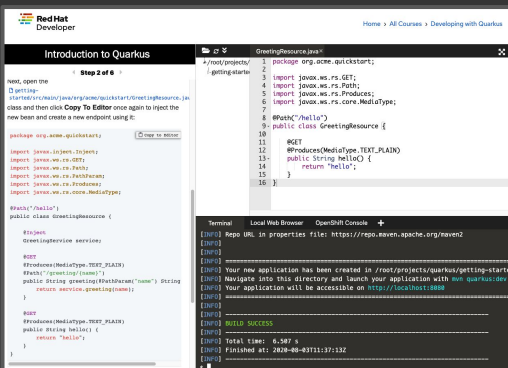 Red Hat
Developer
Home > All Courses > Developing with Quarkus
Introduction to Quarkus
Step 2 of 6
Next, open the
getting-
started/src/main/java/org/acme/quickstart/GreetingResource.jav
class and then click Copy To Editor once again to inject the
new bean and create a new endpoint using it:
Copy to Editor
package org.acme.quickstart;
import javax.inject.Inject;
import javax.ws.rs.GET;
import javax.ws.rs.Path;
import javax.ws.rs.PathParam;
import javax.ws.rs.Produces;
import javax.ws.rs.core.MediaType;
@Path("/hello")
public class GreetingResource {
@Inject
GreetingService service;
@GET
@Produces(MediaType.TEXT_PLAIN)
@Path("/greeting/{name}")
public String greeting(@PathParam("name") String
return service.greeting(name);
}
@GET
@Produces(MediaType.TEXT_PLAIN)
public String hello() {
return "hello";
}
}
/root/projects/
getting-starte
GreetingResource.java ×
1 package org.acme.quickstart;
2
3 import javax.ws.rs.GET;
4 import javax.ws.rs.Path;
5 import javax.ws.rs.Produces;
6 import javax.ws.rs.core.MediaType;
7
8 @Path("/hello")
9 public class GreetingResource {
10
11 @GET
12 @Produces(MediaType.TEXT_PLAIN)
13 public String hello() {
14 return "hello";
15 }
16 }
Terminal Local Web Browser OpenShift Console +
[INFO] Repo URL in properties file: https://repo.maven.apache.org/maven2
[INFO]
[INFO]
[INFO] ========================================================================
[INFO] Your new application has been created in /root/projects/quarkus/getting-starte
[INFO] Navigate into this directory and launch your application with mvn quarkus:dev
[INFO] Your application will be accessible on http://localhost:8080
[INFO] ========================================================================
[INFO]
[INFO] ------------------------------------------------------------------------
[INFO] BUILD SUCCESS
[INFO] ------------------------------------------------------------------------
[INFO] Total time: 6.507 s
[INFO] Finished at: 2020-08-03T11:37:13Z
[INFO] ------------------------------------------------------------------------
$